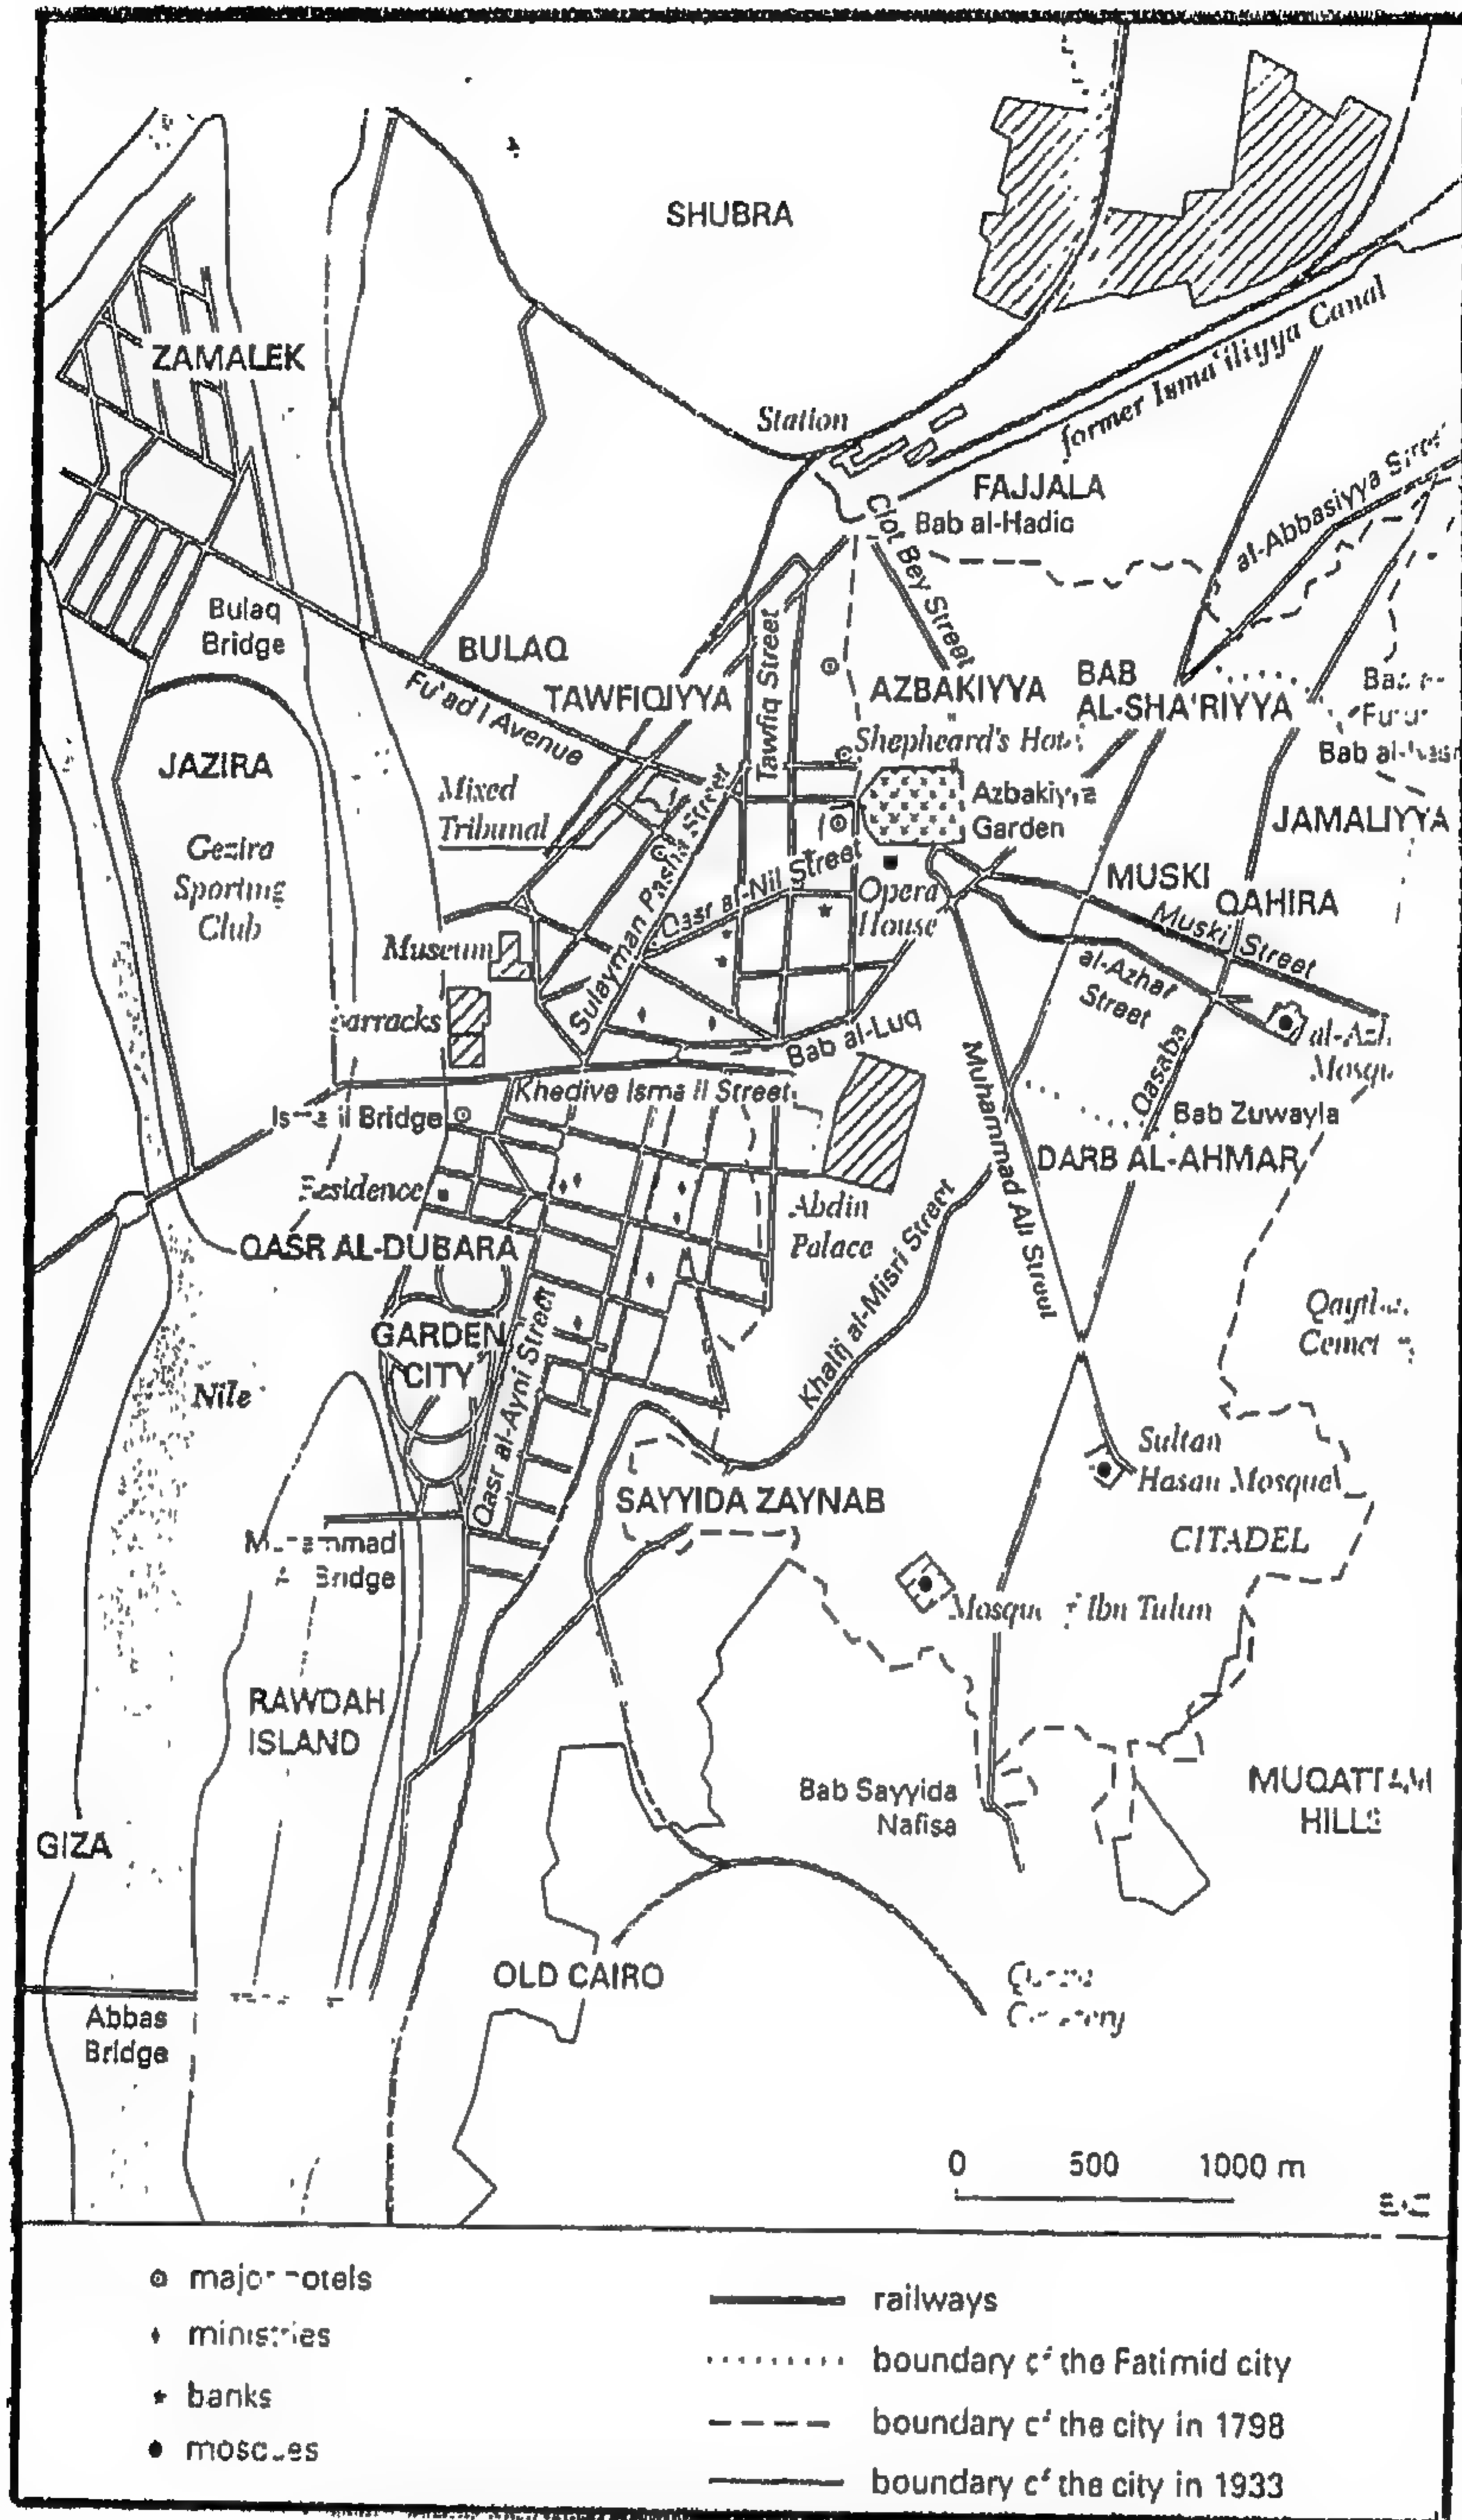 SHUBRA
ZAMALEK
Station
former Isma'iliyya Canal
FAJJALA
Bab al-Hadid
Clot Bey Street
al-Abbasiyya Street
Bulaq
Bridge
BULAQ
Fu'ad I Avenue
TAWFIQIYYA
Tawfiq Street
AZBAKIYYA
BAB
AL-SHA'RIYYA
Shepheard's
Bab al-
JAZIRA
Mixed
Tribunal
Azbakiyya
Garden
JAMALIYYA
Gezira
Sporting
Club
Sulayman Pasha Street
Qasr al-Nil Street
Opera
House
MUSKI
QAHIRA
Muski Street
Museum
al-Azhar
Street
Barracks
Bab al-Luq
al-
Khedive Isma'il Street
Muhammad Ali Street
Qasaba
Isma'il Bridge
Bab Zuwayla
DARB AL-AHMAR
Residence
Abdin
Palace
QASR AL-DUBARA
Khalij al-Misri Street
GARDEN
CITY
Qasr al-Ayni Street
Nile
Sultan
Hasan Mosque
SAYYIDA ZAYNAB
CITADEL
Bridge
Mosque of Ibn Tulun
RAWDAH
ISLAND
Bab Sayyida
Nafisa
MUQATTAM
HILLS
GIZA
OLD CAIRO
Abbas
Bridge
0 500 1000 m
major hotels
ministries
banks
mosques
railways
boundary of the Fatimid city
boundary of the city in 1798
boundary of the city in 1933